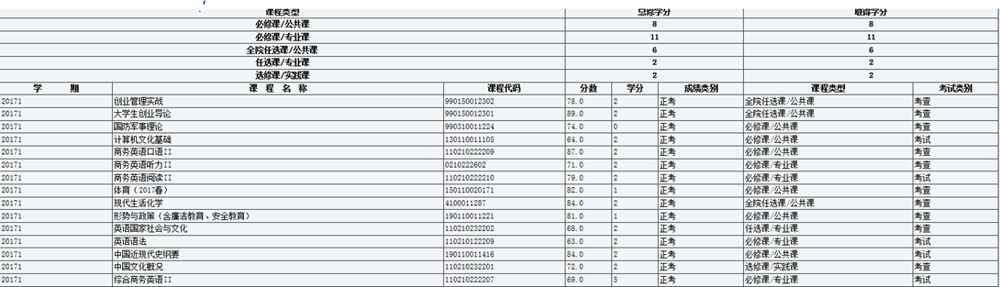 课程类型 总修学分 取得学分
必修课/公共课 8 8
必修课/专业课 11 11
全院任选课/公共课 6 6
任选课/专业课 2 2
选修课/实践课 2 2
学 期 课 程 名 称 课程代码 分数 学分 成绩类别 课程类型 考试类别
20171 创业管理实战 990150012302 78.0 2 正考 全院任选课/公共课 考查
20171 大学生创业导论 990150012301 89.0 2 正考 全院任选课/公共课 考查
20171 国防军事理论 990310011224 74.0 0 正考 必修课/公共课 考查
20171 计算机文化基础 130110011105 64.0 2 正考 必修课/公共课 考试
20171 商务英语口语II 110210222209 87.0 2 正考 必修课/公共课 考查
20171 商务英语听力II 0210222602 71.0 2 正考 必修课/专业课 考查
20171 商务英语阅读II 110210222210 79.0 2 正考 必修课/专业课 考试
20171 体育（2017春） 150110020171 82.0 1 正考 必修课/公共课 考查
20171 现代生活化学 4100011287 84.0 2 正考 全院任选课/公共课 考查
20171 形势与政策（含廉洁教育、安全教育） 190110011221 81.0 1 正考 必修课/公共课 考查
20171 英语国家社会与文化 110210232202 68.0 2 正考 任选课/专业课 考查
20171 英语语法 110210122209 63.0 2 正考 必修课/专业课 考试
20171 中国近现代史纲要 190110011416 84.0 2 正考 必修课/公共课 考试
20171 中国文化概况 110210232201 72.0 2 正考 选修课/实践课 考查
20171 综合商务英语II 110210222207 69.0 5 正考 必修课/专业课 考试